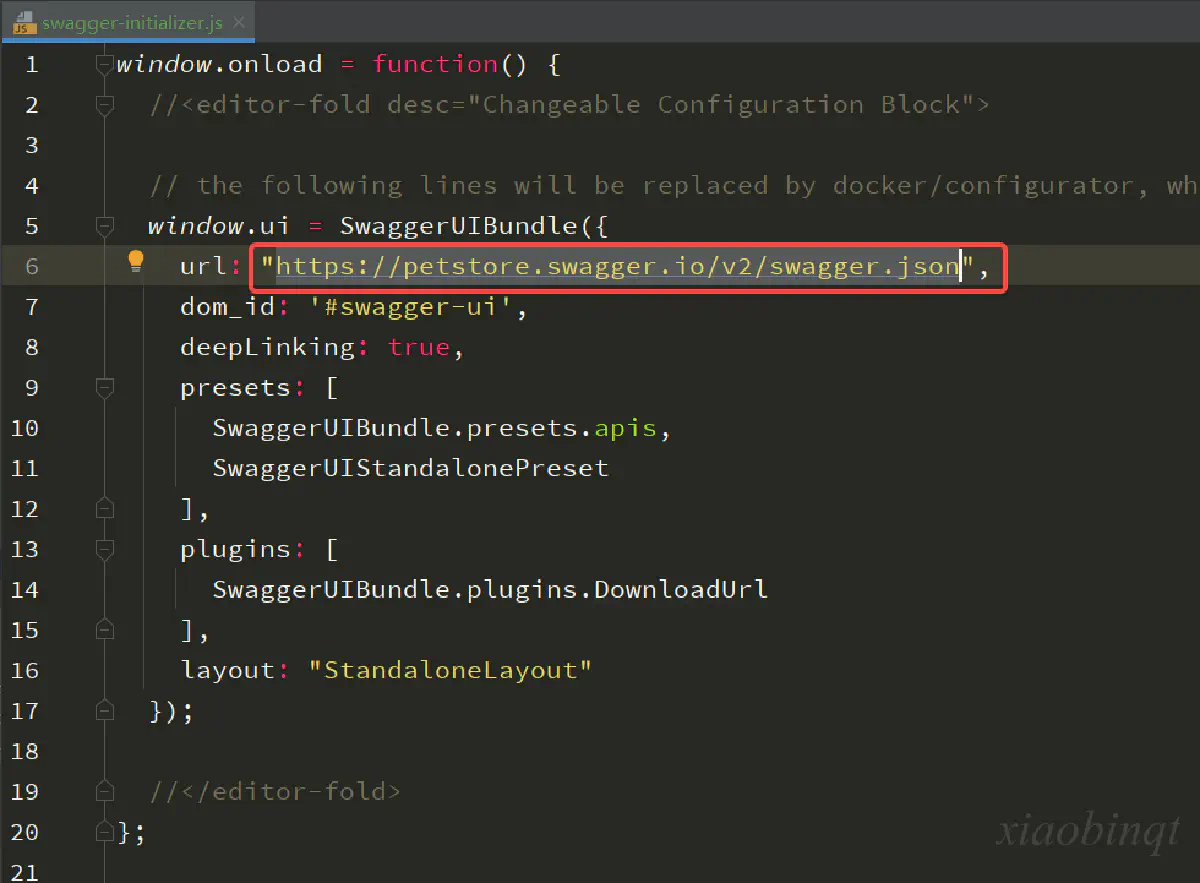 swagger-initializer.js
1 window.onload = function() {
2 //<editor-fold desc="Changeable Configuration Block">
3
4 // the following lines will be replaced by docker/configurator, wh
5 window.ui = SwaggerUIBundle({
6 url: "https://petstore.swagger.io/v2/swagger.json",
7 dom_id: '#swagger-ui',
8 deepLinking: true,
9 presets: [
10 SwaggerUIBundle.presets.apis,
11 SwaggerUIStandalonePreset
12 ],
13 plugins: [
14 SwaggerUIBundle.plugins.DownloadUrl
15 ],
16 layout: "StandaloneLayout"
17 });
18
19 //</editor-fold>
20 };
21
xiaobinqt